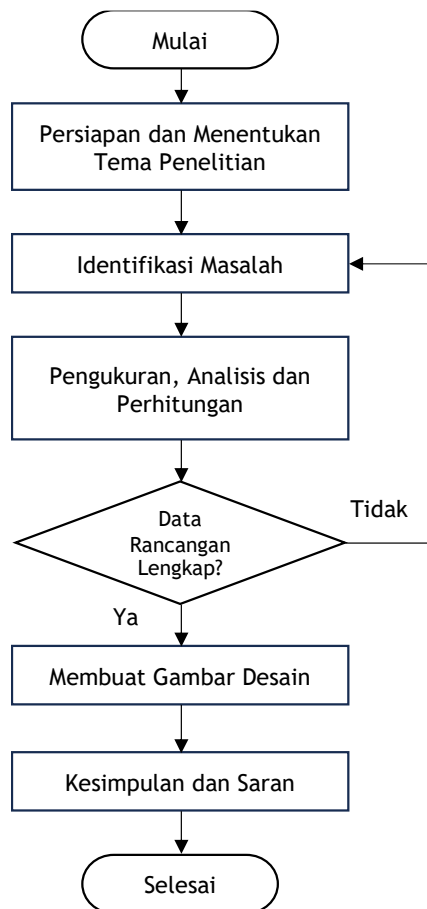 Mulai
Persiapan dan Menentukan
Tema Penelitian
Identifikasi Masalah
Pengukuran, Analisis dan
Perhitungan
Data
Rancangan
Lengkap?
Tidak
Ya
Membuat Gambar Desain
Kesimpulan dan Saran
Selesai